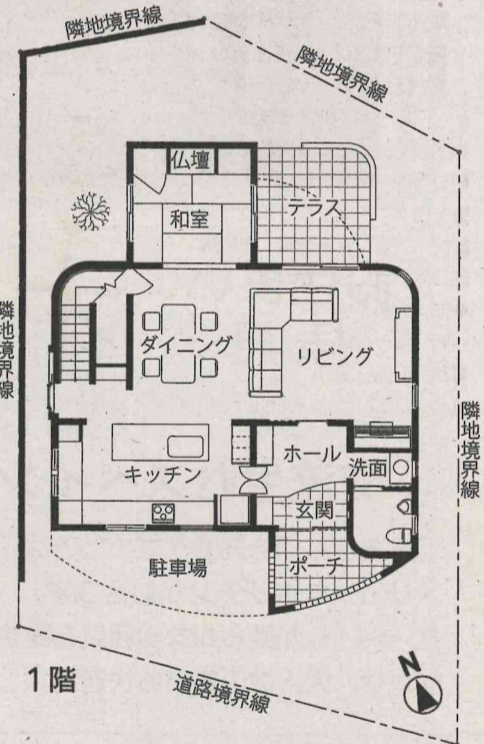 隣地境界線
隣地境界線
仏壇
和室
テラス
隣地境界線
ダイニング
リビング
隣地境界線
ホール
洗面
キッチン
玄関
駐車場
ポーチ
1階
道路境界線
N